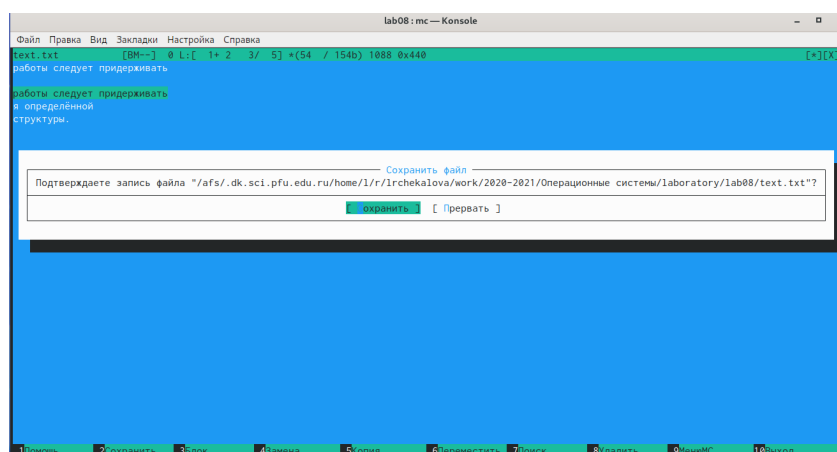 lab08 : mc — Konsole
Файл Правка Вид Закладки Настройка Справка
text.txt [BM--] 0 L:[ 1+ 2 3/ 5] *(54 / 154b) 1088 0x440 [*][X]
работы следует придерживать
работы следует придерживать
я определённой
структуры.
Сохранить файл
Подтверждаете запись файла "/afs/.dk.sci.pfu.edu.ru/home/l/r/lrchekalova/work/2020-2021/Операционные системы/laboratory/lab08/text.txt"?
[ Сохранить ] [ Прервать ]
1Помощь 2Сохранить 3Блок 4Замена 5Копия 6Переместить 7Поиск 8Удалить 9МенюMC 10Выход